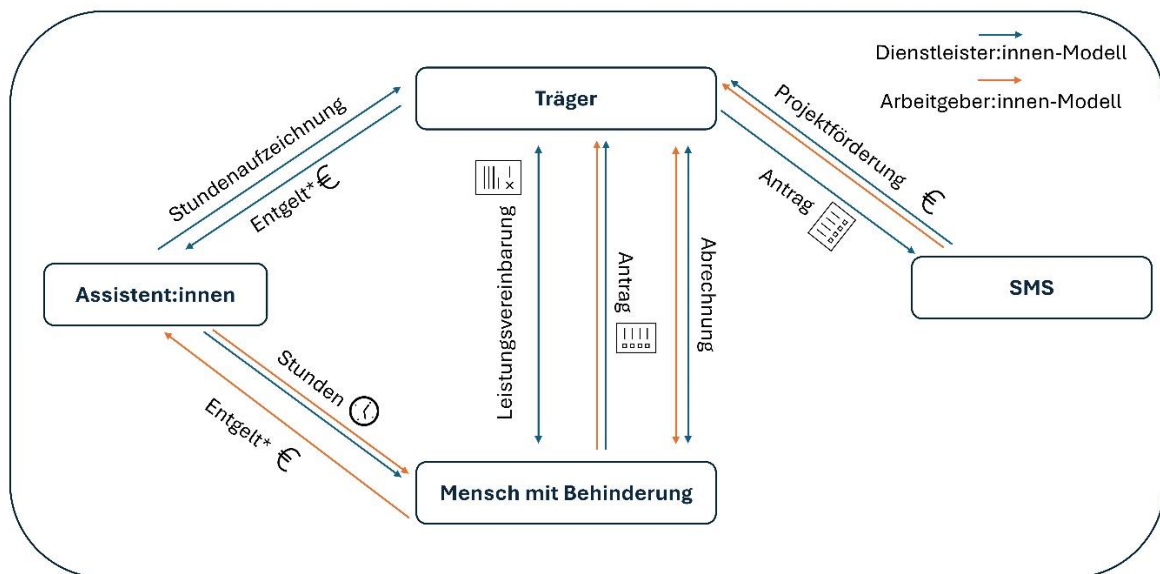 Dienstleister:innen-Modell
Arbeitgeber:innen-Modell
Träger
Stundenaufzeichnung
Entgelt* €
Projektförderung €
Antrag
Assistent:innen
SMS
Leistungsvereinbarung
Antrag
Abrechnung
Stunden
Entgelt* €
Mensch mit Behinderung